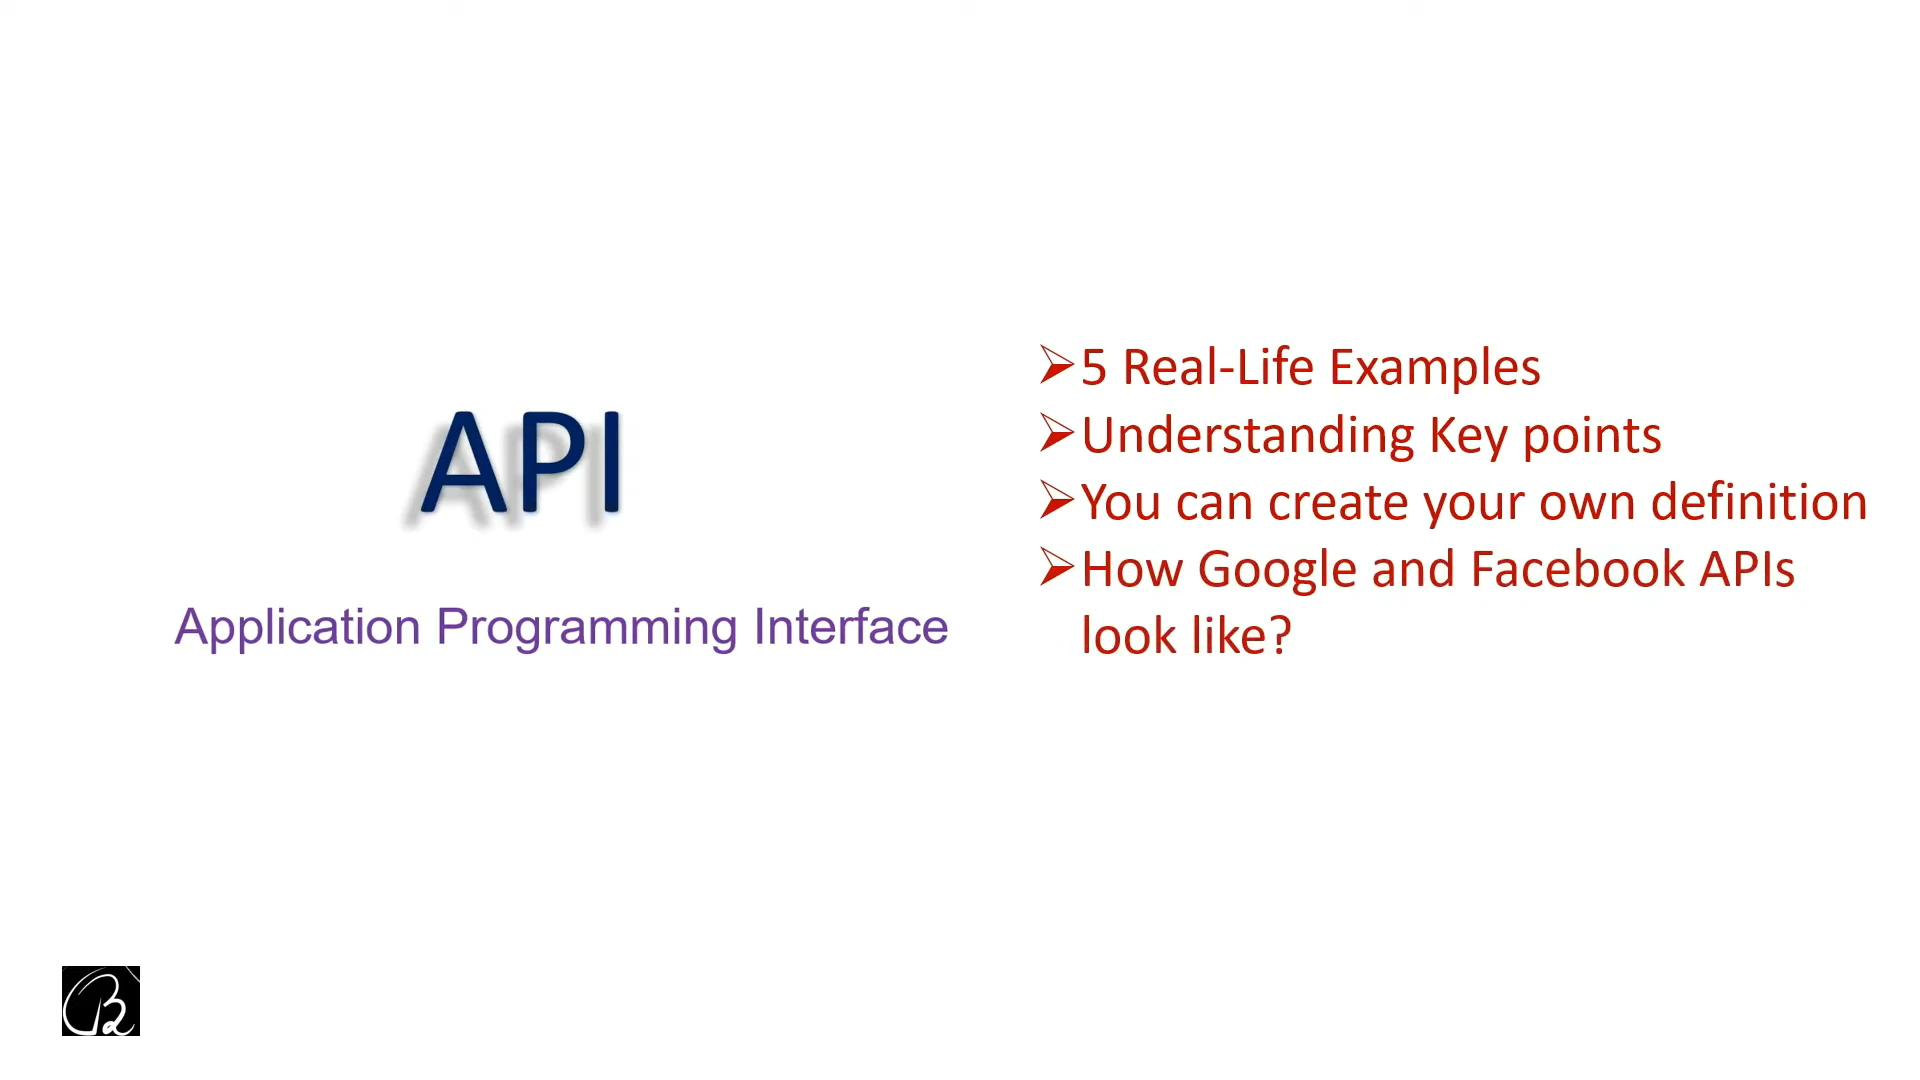 API
Application Programming Interface
➢5 Real-Life Examples
➢Understanding Key points
➢You can create your own definition
➢How Google and Facebook APIs
look like?